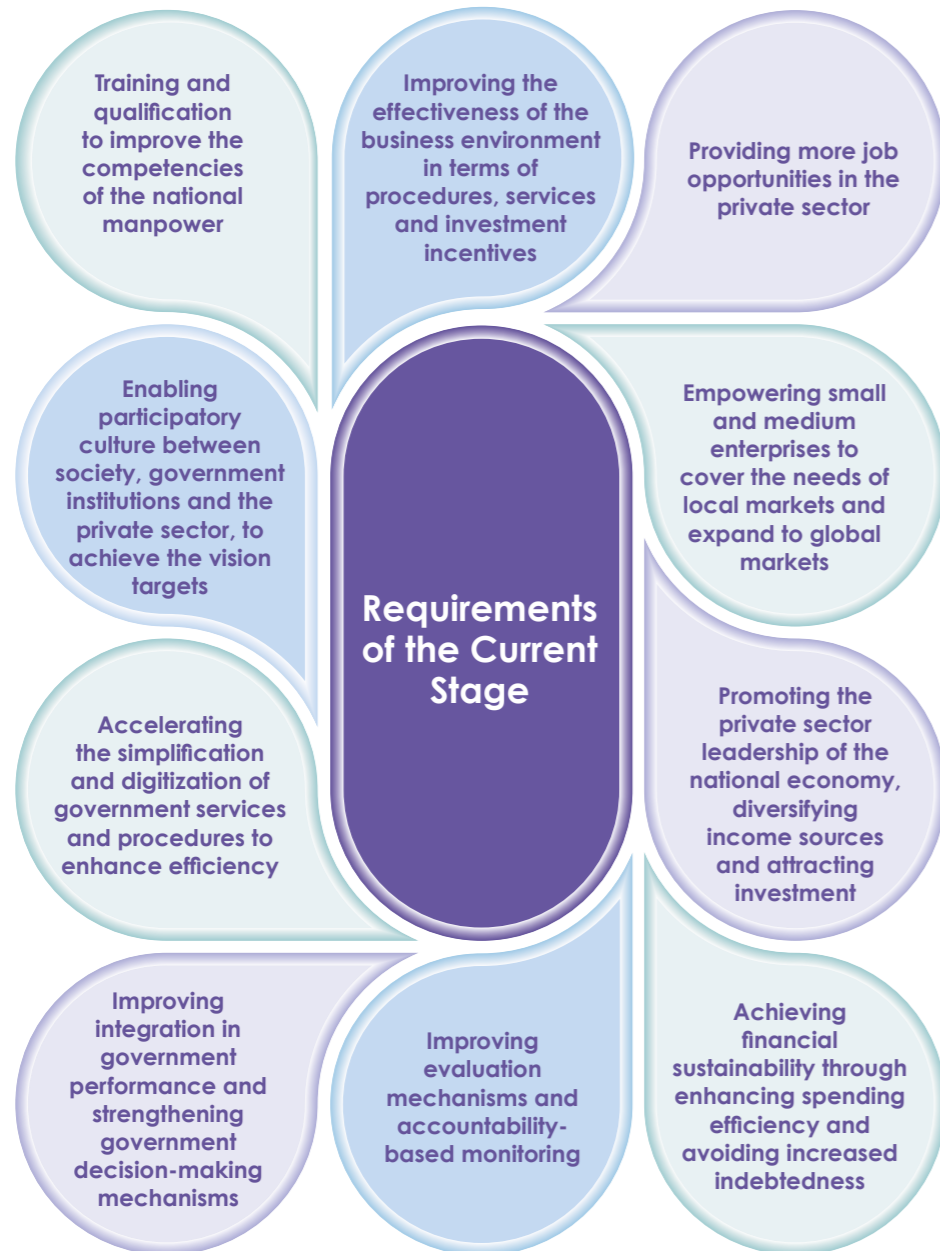 Training and
qualification
to improve the
competencies
of the national
manpower
Improving the
effectiveness of the
business environment
in terms of
procedures, services
and investment
incentives
Providing more job
opportunities in the
private sector
Enabling
participatory
culture between
society, government
institutions and the
private sector, to
achieve the vision
targets
Empowering small
and medium
enterprises to
cover the needs of
local markets and
expand to global
markets
Requirements
of the Current
Stage
Accelerating
the simplification
and digitization of
government services
and procedures to
enhance efficiency
Promoting the
private sector
leadership of the
national economy,
diversifying
income sources
and attracting
investment
Improving
integration in
government
performance and
strengthening
government
decision-making
mechanisms
Improving
evaluation
mechanisms and
accountability-
based monitoring
Achieving
financial
sustainability through
enhancing spending
efficiency and
avoiding increased
indebtedness